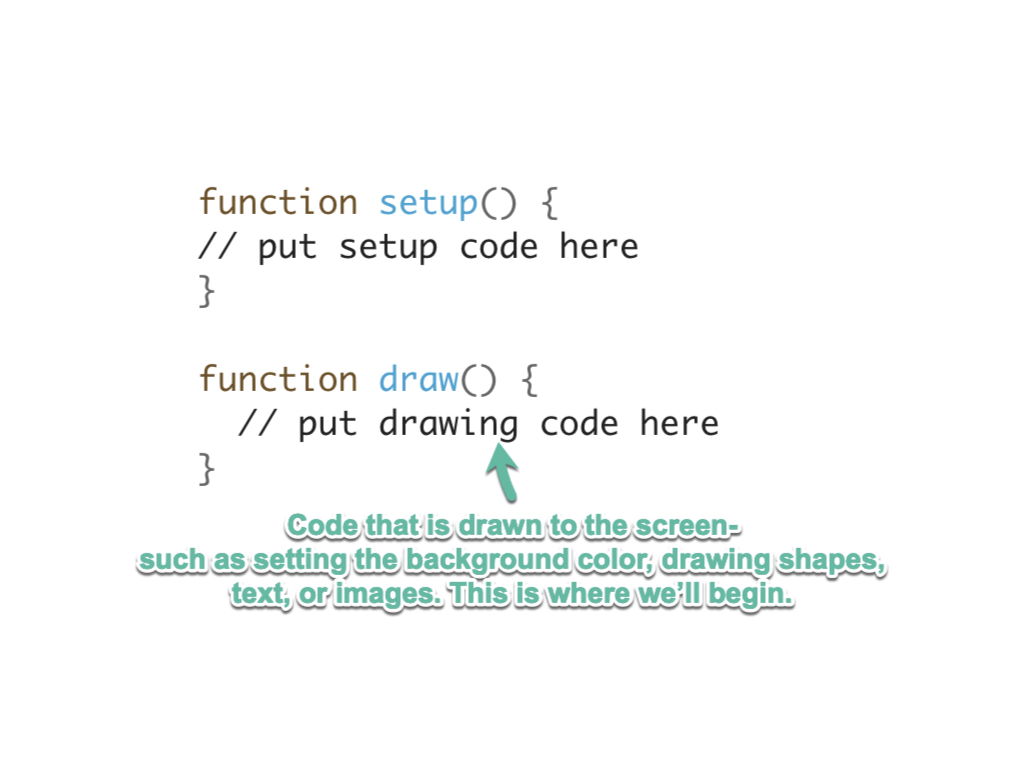 function setup() {
// put setup code here
}
function draw() {
// put drawing code here
}
Code that is drawn to the screen-
such as setting the background color, drawing shapes,
text, or images. This is where we’ll begin.